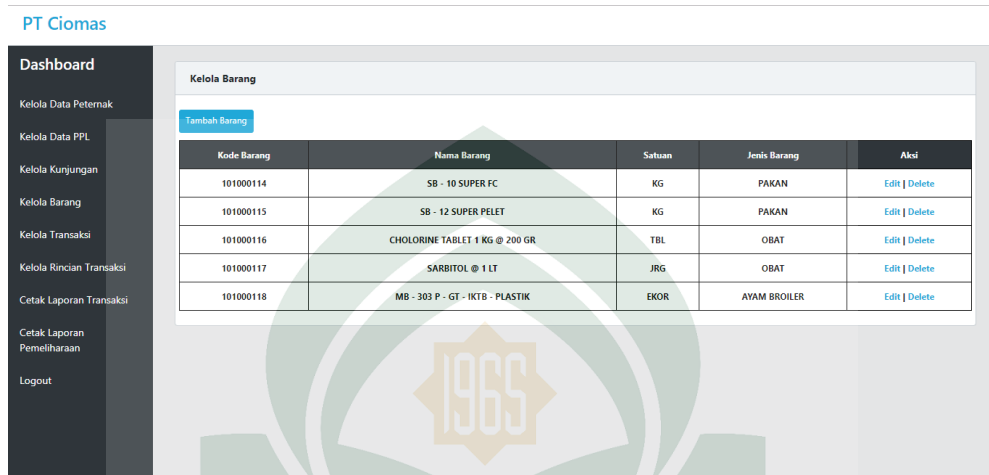 PT Ciomas
Dashboard
Kelola Data Peternak
Kelola Data PPL
Kelola Kunjungan
Kelola Barang
Kelola Transaksi
Kelola Rincian Transaksi
Cetak Laporan Transaksi
Cetak Laporan
Pemeliharaan
Logout
Kelola Barang
Tambah Barang
Kode Barang Nama Barang Satuan Jenis Barang Aksi
101000114 SB - 10 SUPER FC KG PAKAN Edit | Delete
101000115 SB - 12 SUPER PELET KG PAKAN Edit | Delete
101000116 CHOLORINE TABLET 1 KG @ 200 GR TBL OBAT Edit | Delete
101000117 SARBITOL @ 1 LT JRG OBAT Edit | Delete
101000118 MB - 303 P - GT - IKTB - PLASTIK EKOR AYAM BROILER Edit | Delete
1965